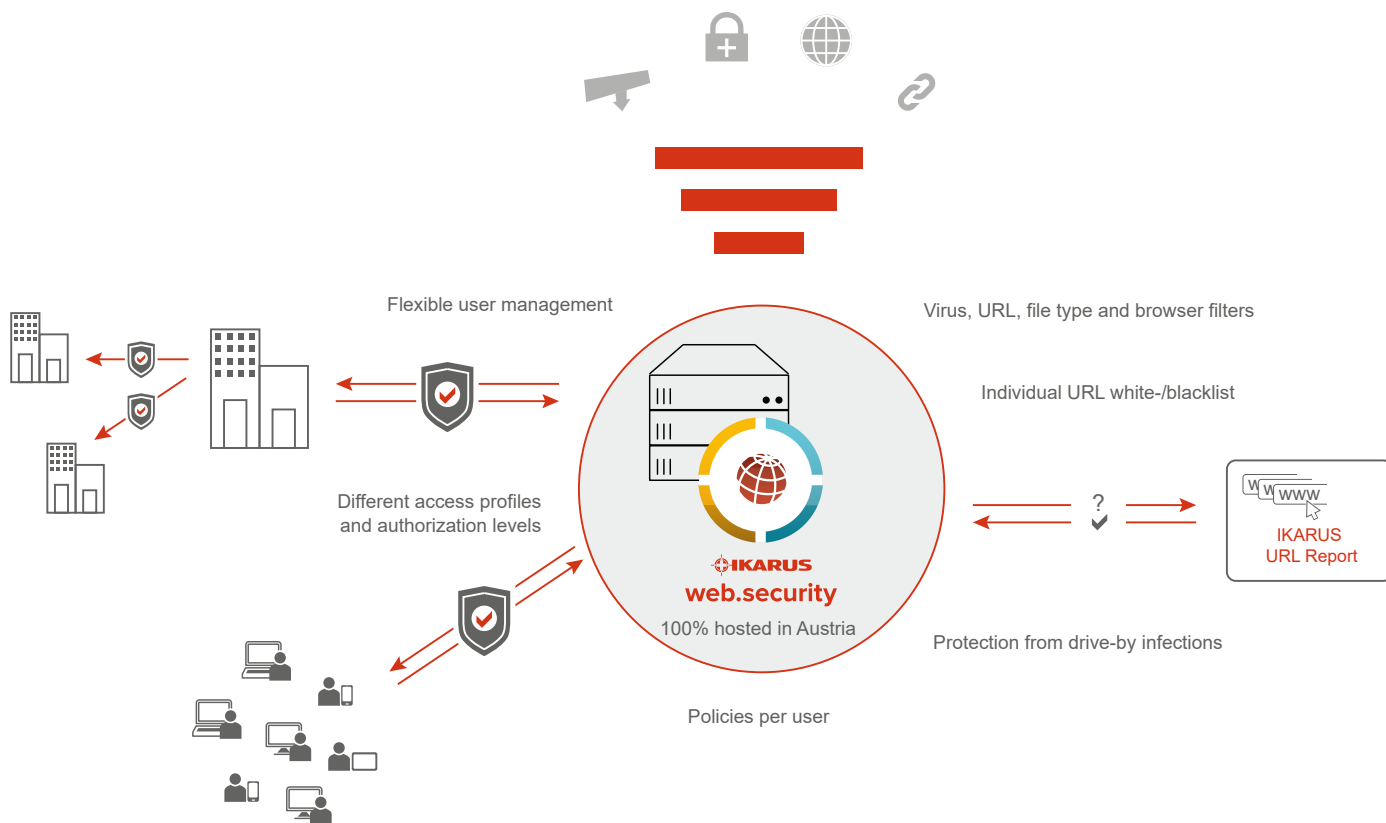 Flexible user management
Virus, URL, file type and browser filters
Individual URL white-/blacklist
W W WWW
Different access profiles
and authorization levels
?
IKARUS
URL Report
IKARUS
web.security
100% hosted in Austria
Protection from drive-by infections
Policies per user